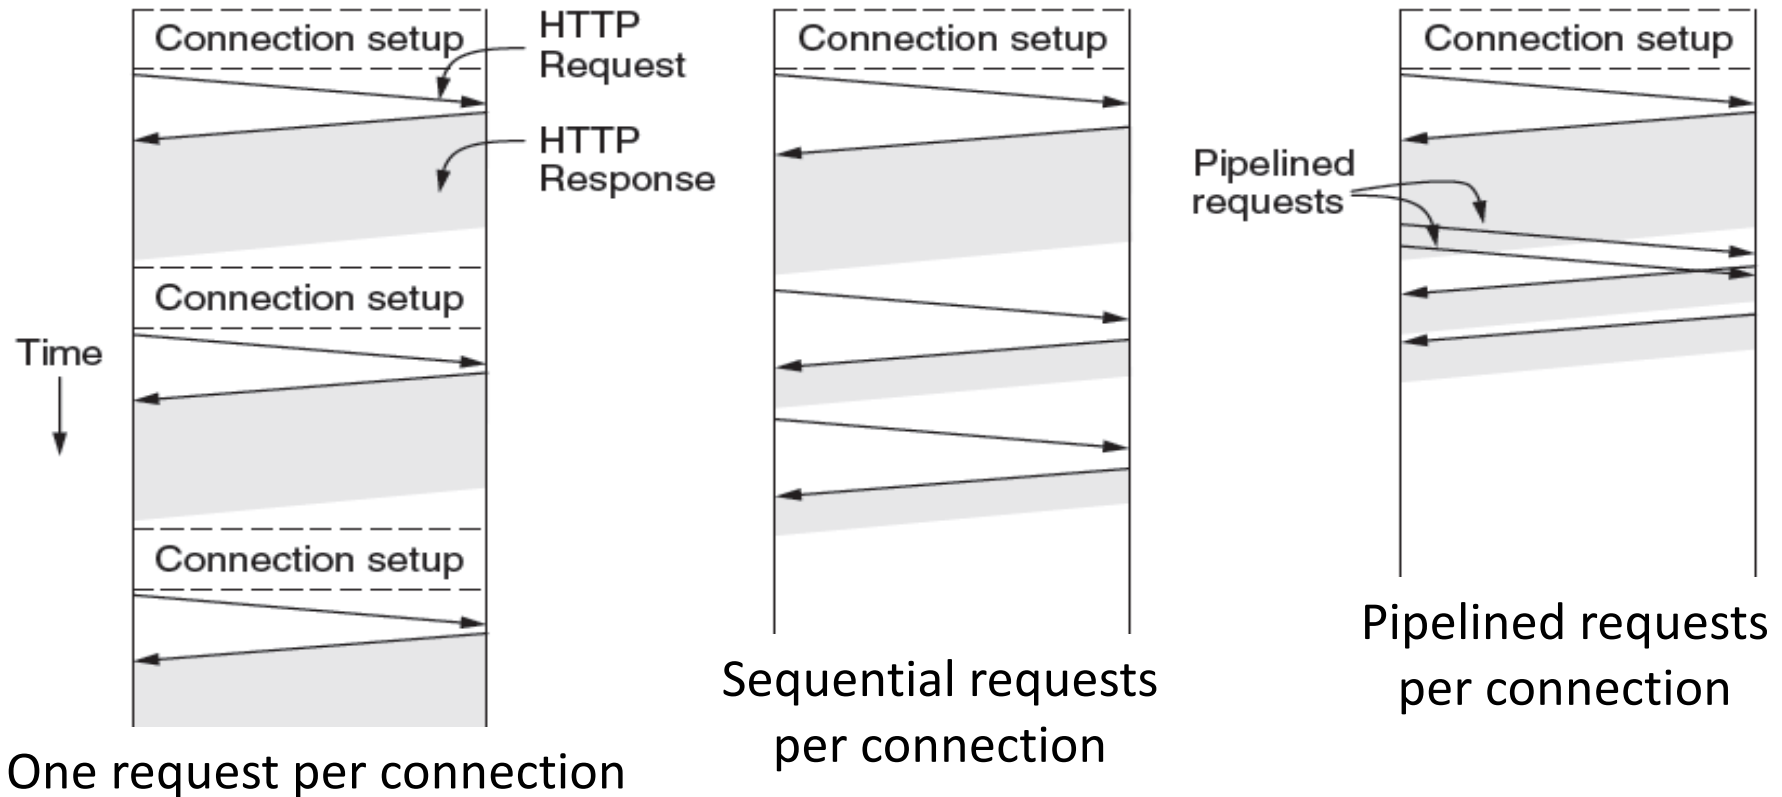 Connection setup
HTTP
Request
HTTP
Response
Connection setup
Time
Connection setup
One request per connection
Connection setup
Sequential requests
per connection
Connection setup
Pipelined
requests
Pipelined requests
per connection